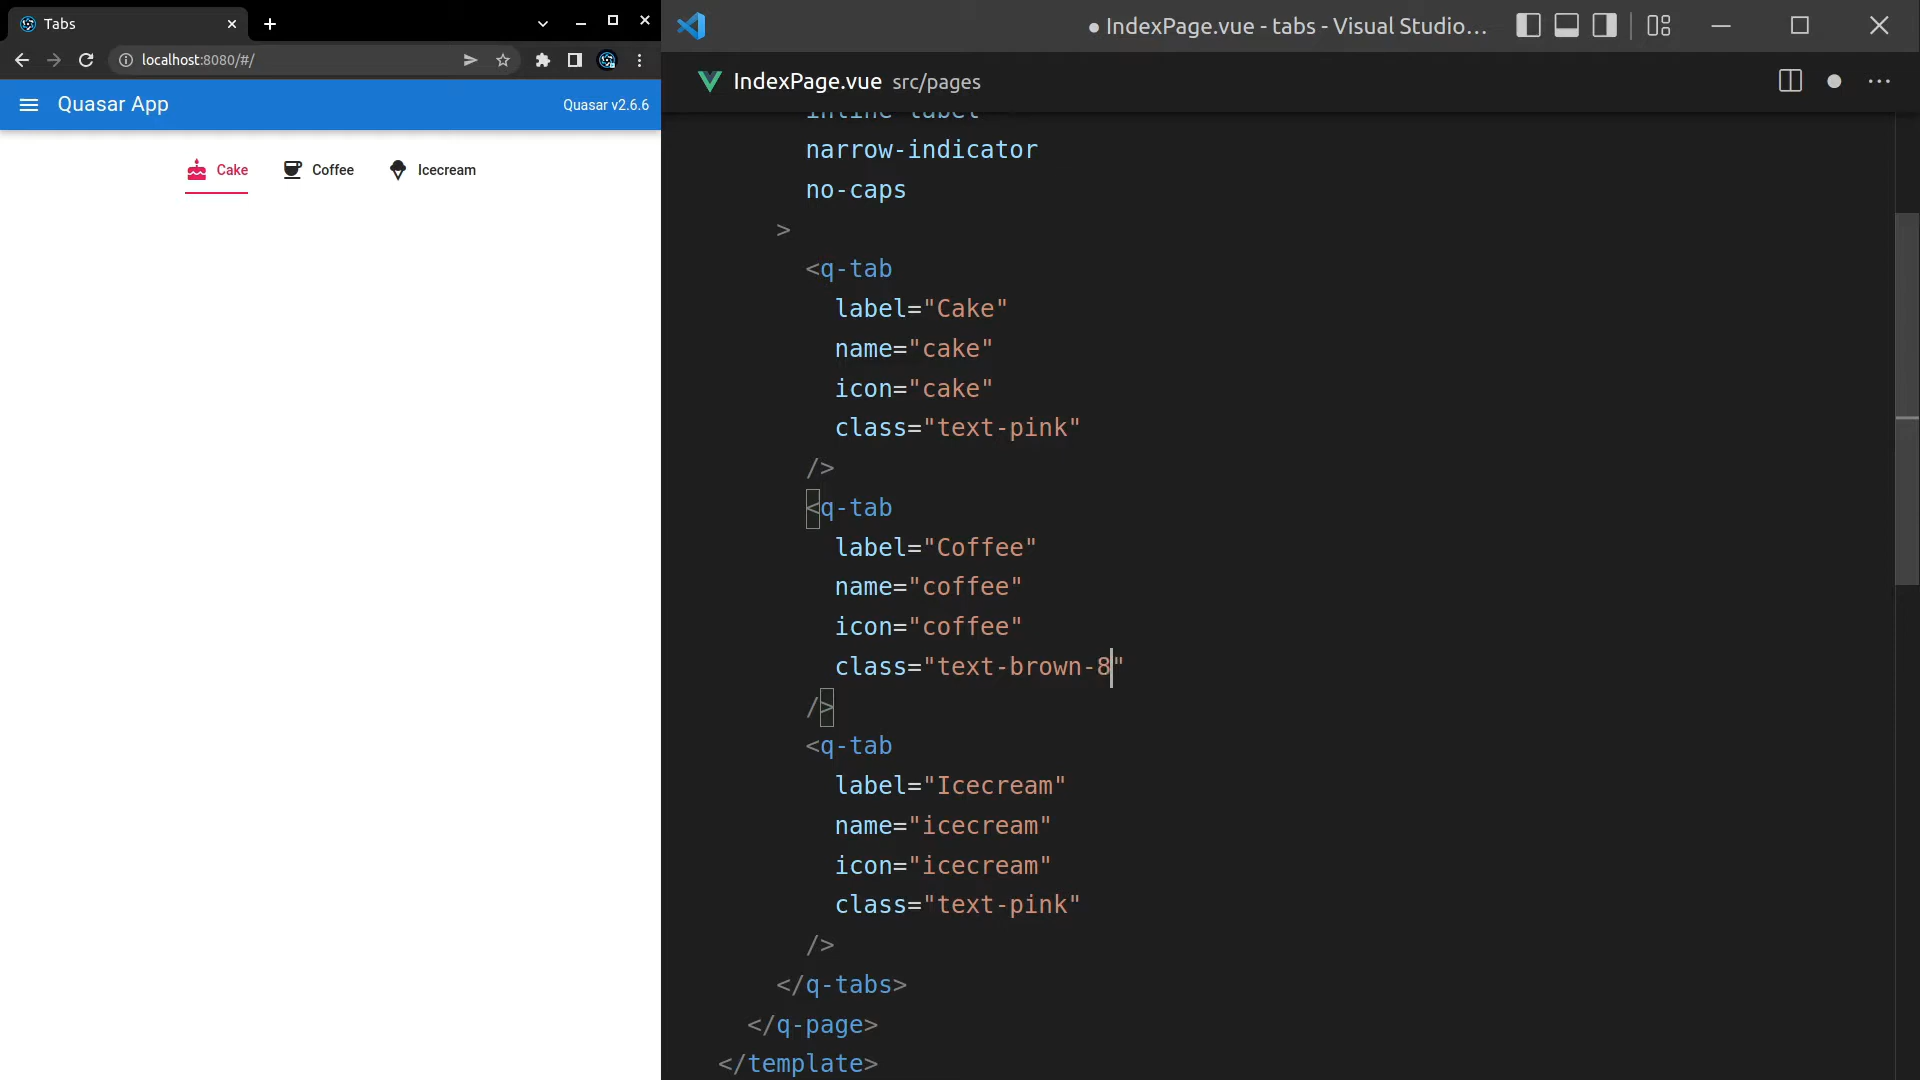 Tabs
localhost:8080/#/
Quasar App
Quasar v2.6.6
Cake
Coffee
Icecream
● IndexPage.vue - tabs - Visual Studio...
IndexPage.vue src/pages
inline-label
narrow-indicator
no-caps
>
<q-tab
label="Cake"
name="cake"
icon="cake"
class="text-pink"
/>
<q-tab
label="Coffee"
name="coffee"
icon="coffee"
class="text-brown-8"
/>
<q-tab
label="Icecream"
name="icecream"
icon="icecream"
class="text-pink"
/>
</q-tabs>
</q-page>
</template>